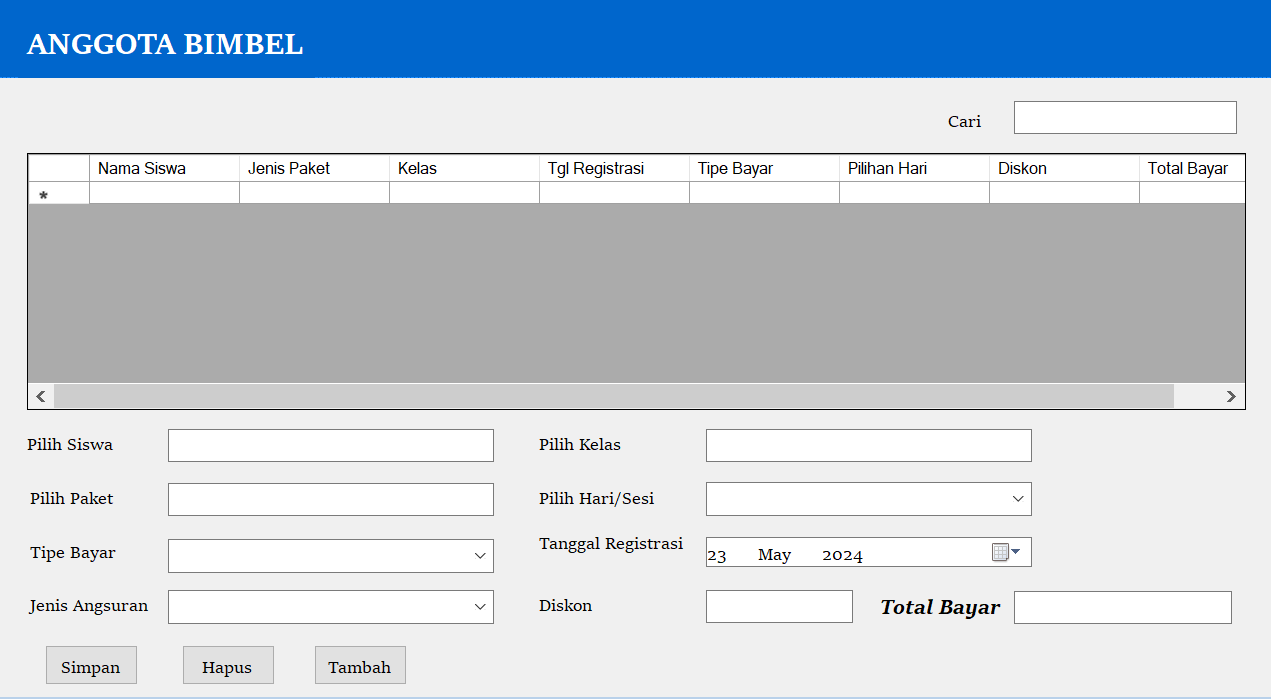 ANGGOTA BIMBEL
Cari
Nama Siswa Jenis Paket Kelas Tgl Registrasi Tipe Bayar Pilihan Hari Diskon Total Bayar
*
Pilih Siswa Pilih Kelas
Pilih Paket Pilih Hari/Sesi
Tipe Bayar Tanggal Registrasi 23 May 2024
Jenis Angsuran Diskon Total Bayar
Simpan Hapus Tambah